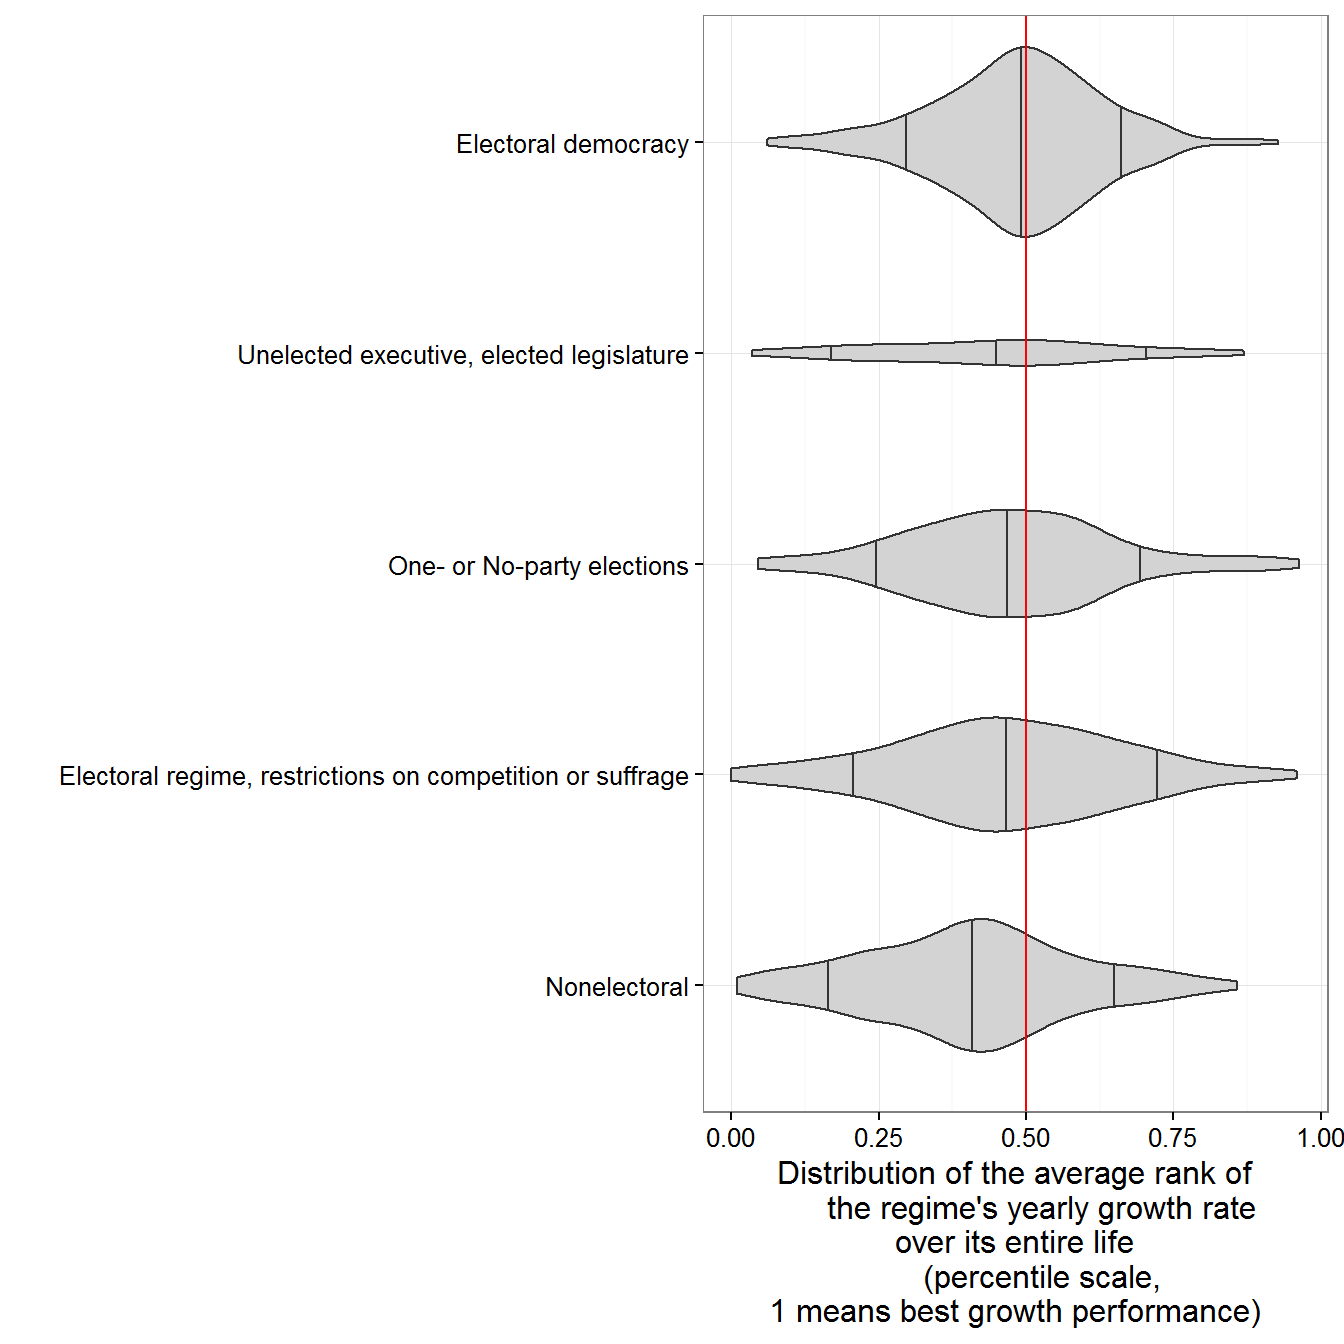 Electoral democracy
Unelected executive, elected legislature
One- or No-party elections
Electoral regime, restrictions on competition or suffrage
Nonelectoral
0.00 0.25 0.50 0.75 1.00
Distribution of the average rank of
the regime's yearly growth rate
over its entire life
(percentile scale,
1 means best growth performance)